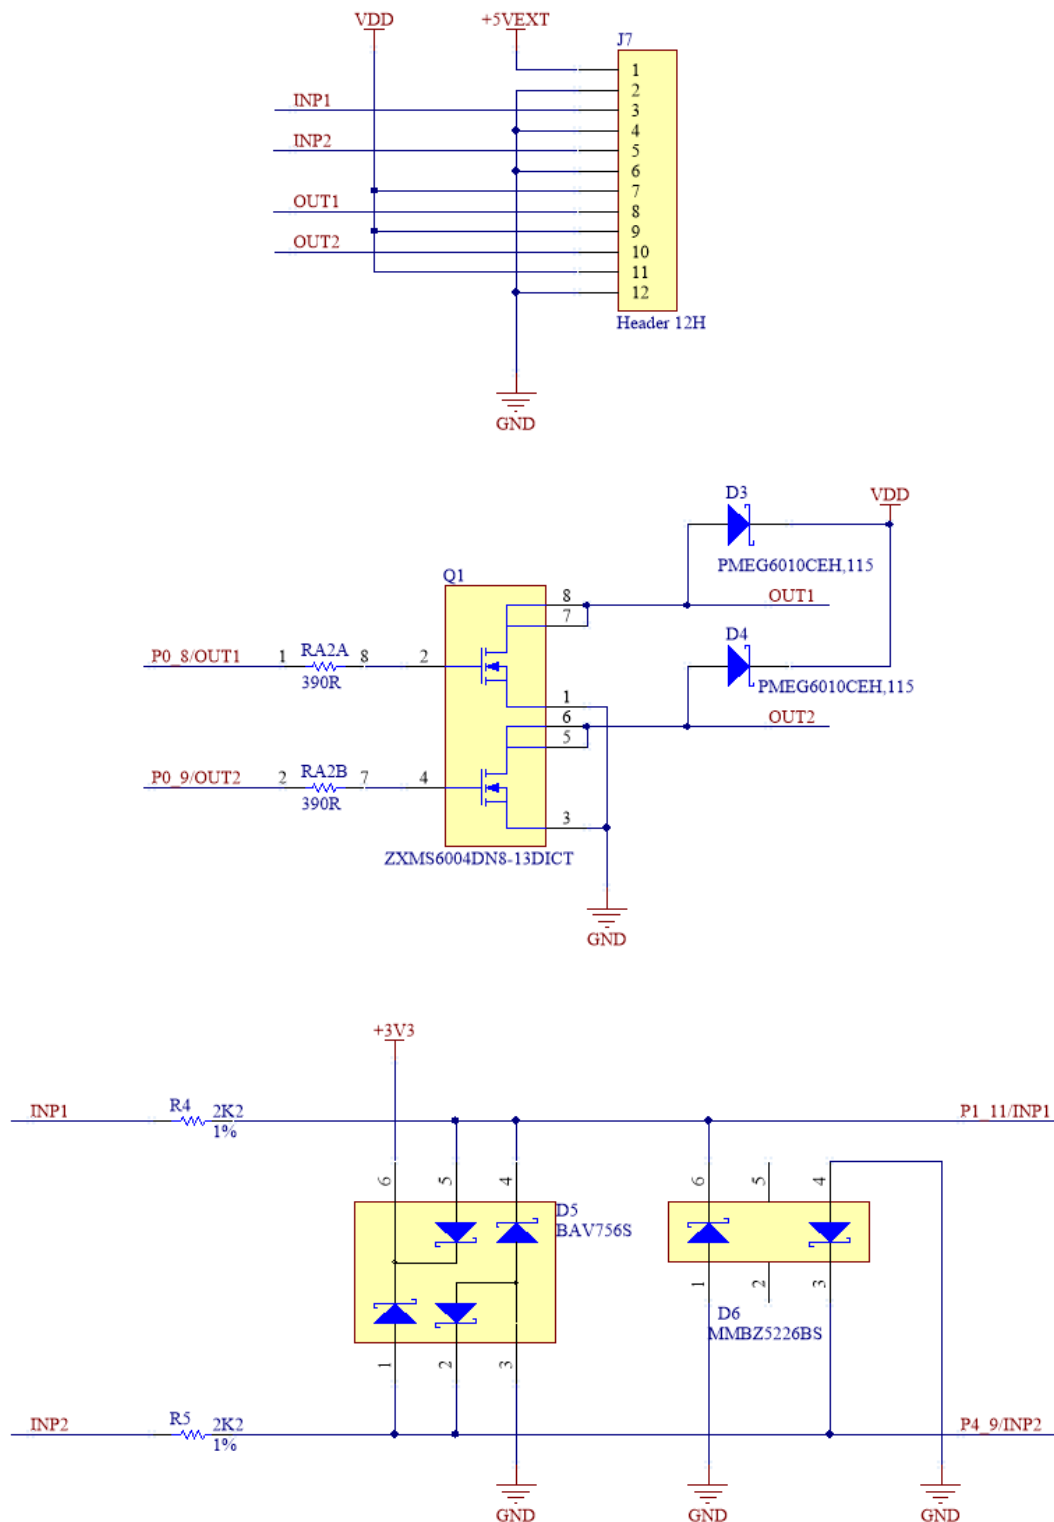 VDD
+5VEXT
J7
1
2
INP1
3
4
INP2
5
6
7
OUT1
8
9
OUT2
10
11
12
Header 12H
GND
D3
VDD
PMEG6010CEH,115
Q1
8
OUT1
7
D4
P0_8/OUT1
1
RA2A
8
2
390R
PMEG6010CEH,115
1
6
OUT2
5
P0_9/OUT2
2
RA2B
7
4
390R
3
ZXMS6004DN8-13DICT
GND
+3V3
INP1
R4
2K2
1%
P1_11/INP1
6
5
4
6
5
4
D5
BAV756S
1
2
3
1
2
3
D6
MMBZ5226BS
INP2
R5
2K2
1%
P4_9/INP2
GND
GND
GND